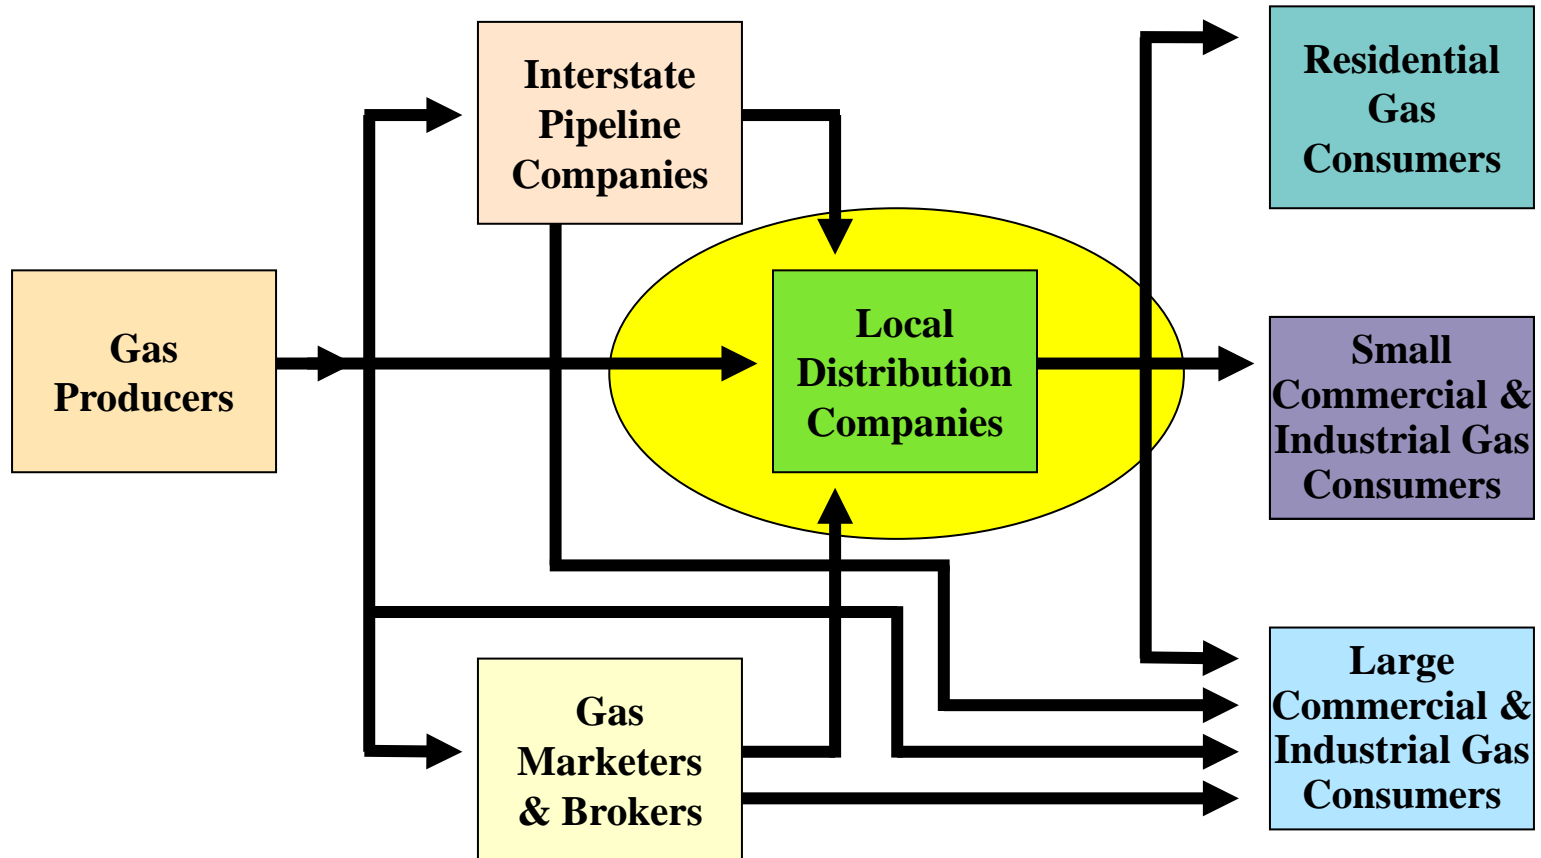 Interstate
Pipeline
Companies
Residential
Gas
Consumers
Gas
Producers
Local
Distribution
Companies
Small
Commercial &
Industrial Gas
Consumers
Gas
Marketers
& Brokers
Large
Commercial &
Industrial Gas
Consumers